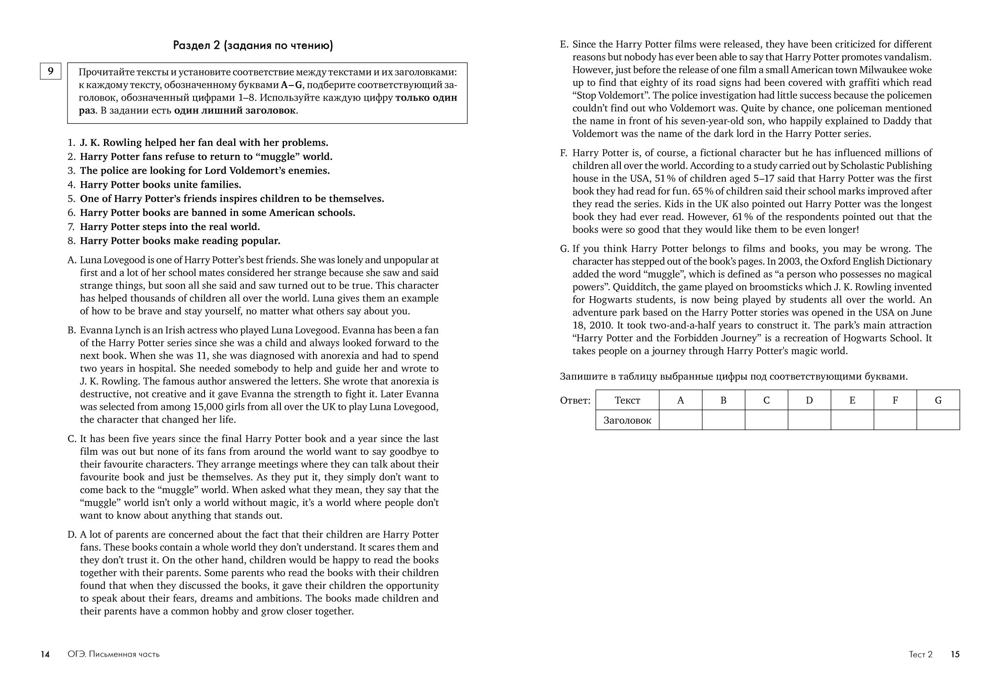 Раздел 2 (задания по чтению)
9
Прочитайте тексты и установите соответствие между текстами и их заголовками:
к каждому тексту, обозначенному буквами A–G, подберите соответствующий за-
головок, обозначенный цифрами 1–8. Используйте каждую цифру только один
раз. В задании есть один лишний заголовок.
1. J. K. Rowling helped her fan deal with her problems.
2. Harry Potter fans refuse to return to “muggle” world.
3. The police are looking for Lord Voldemort’s enemies.
4. Harry Potter books unite families.
5. One of Harry Potter’s friends inspires children to be themselves.
6. Harry Potter books are banned in some American schools.
7. Harry Potter steps into the real world.
8. Harry Potter books make reading popular.
A. Luna Lovegood is one of Harry Potter’s best friends. She was lonely and unpopular at
first and a lot of her school mates considered her strange because she saw and said
strange things, but soon all she said and saw turned out to be true. This character
has helped thousands of children all over the world. Luna gives them an example
of how to be brave and stay yourself, no matter what others say about you.
B. Evanna Lynch is an Irish actress who played Luna Lovegood. Evanna has been a fan
of the Harry Potter series since she was a child and always looked forward to the
next book. When she was 11, she was diagnosed with anorexia and had to spend
two years in hospital. She needed somebody to help and guide her and wrote to
J. K. Rowling. The famous author answered the letters. She wrote that anorexia is
destructive, not creative and it gave Evanna the strength to fight it. Later Evanna
was selected from among 15,000 girls from all over the UK to play Luna Lovegood,
the character that changed her life.
C. It has been five years since the final Harry Potter book and a year since the last
film was out but none of its fans from around the world want to say goodbye to
their favourite characters. They arrange meetings where they can talk about their
favourite book and just be themselves. As they put it, they simply don’t want to
come back to the “muggle” world. When asked what they mean, they say that the
“muggle” world isn’t only a world without magic, it’s a world where people don’t
want to know about anything that stands out.
D. A lot of parents are concerned about the fact that their children are Harry Potter
fans. These books contain a whole world they don’t understand. It scares them and
they don’t trust it. On the other hand, children would be happy to read the books
together with their parents. Some parents who read the books with their children
found that when they discussed the books, it gave their children the opportunity
to speak about their fears, dreams and ambitions. The books made children and
their parents have a common hobby and grow closer together.
14 ОГЭ. Письменная часть
E. Since the Harry Potter films were released, they have been criticized for different
reasons but nobody has ever been able to say that Harry Potter promotes vandalism.
However, just before the release of one film a small American town Milwaukee woke
up to find that eighty of its road signs had been covered with graffiti which read
“Stop Voldemort”. The police investigation had little success because the policemen
couldn’t find out who Voldemort was. Quite by chance, one policeman mentioned
the name in front of his seven-year-old son, who happily explained to Daddy that
Voldemort was the name of the dark lord in the Harry Potter series.
F. Harry Potter is, of course, a fictional character but he has influenced millions of
children all over the world. According to a study carried out by Scholastic Publishing
house in the USA, 51 % of children aged 5–17 said that Harry Potter was the first
book they had read for fun. 65 % of children said their school marks improved after
they read the series. Kids in the UK also pointed out Harry Potter was the longest
book they had ever read. However, 61 % of the respondents pointed out that the
books were so good that they would like them to be even longer!
G. If you think Harry Potter belongs to films and books, you may be wrong. The
character has stepped out of the book’s pages. In 2003, the Oxford English Dictionary
added the word “muggle”, which is defined as “a person who possesses no magical
powers”. Quidditch, the game played on broomsticks which J. K. Rowling invented
for Hogwarts students, is now being played by students all over the world. An
adventure park based on the Harry Potter stories was opened in the USA on June
18, 2010. It took two-and-a-half years to construct it. The park’s main attraction
“Harry Potter and the Forbidden Journey” is a recreation of Hogwarts School. It
takes people on a journey through Harry Potter's magic world.
Запишите в таблицу выбранные цифры под соответствующими буквами.
Ответ: Текст A B C D E F G
Заголовок
Тест 2 15